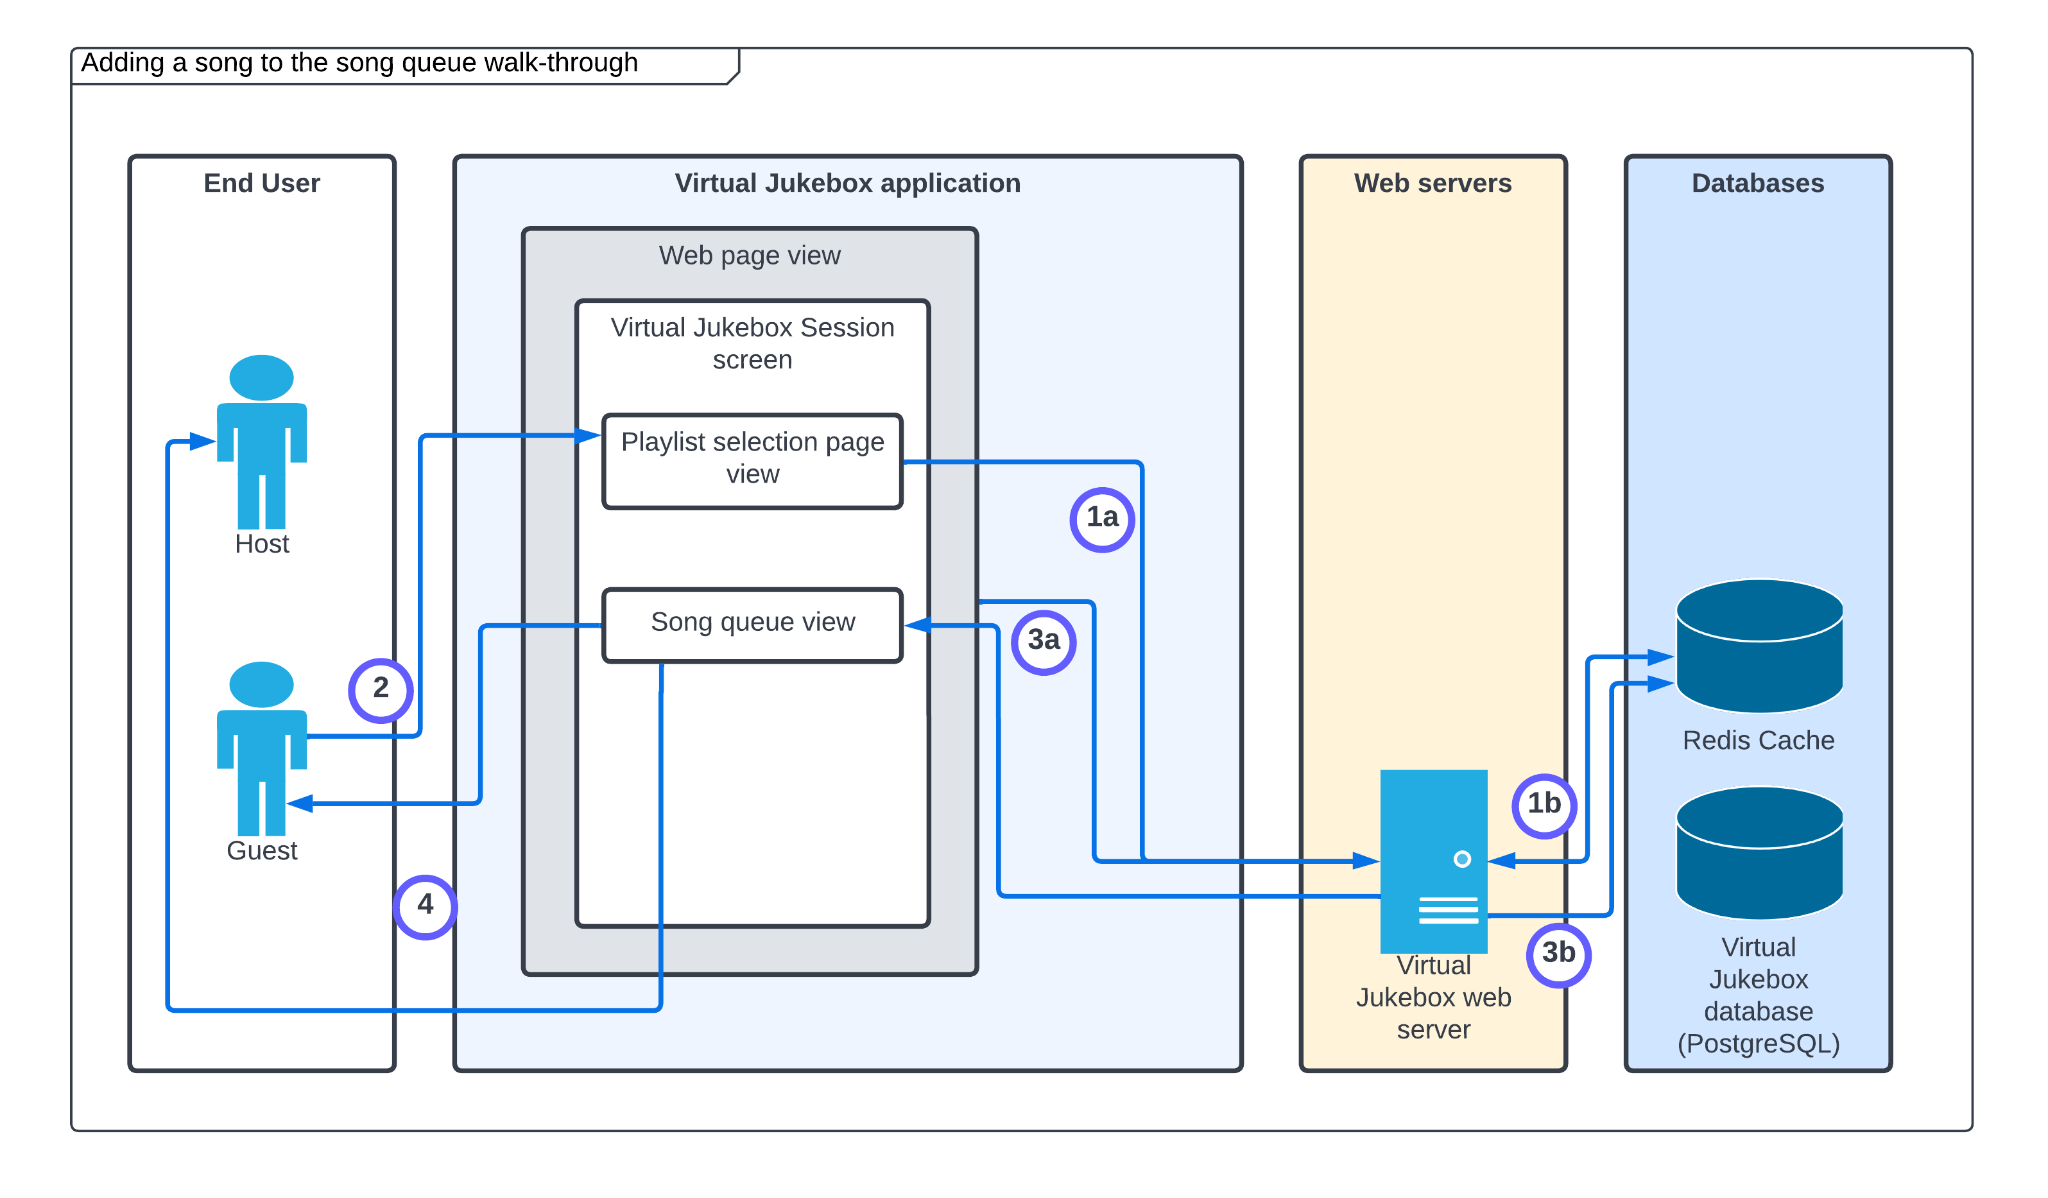 Adding a song to the song queue walk-through
End User
Virtual Jukebox application
Web servers
Databases
Web page view
Virtual Jukebox Session
screen
Playlist selection page
view
1a
Host
Song queue view
3a
2
Redis Cache
1b
Guest
4
3b
Virtual
Jukebox web
server
Virtual
Jukebox
database
(PostgreSQL)